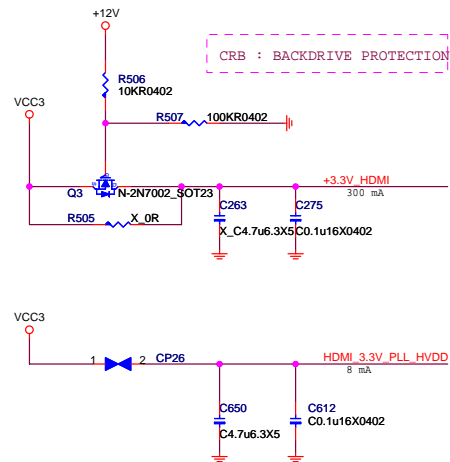 +12V
CRB : BACKDRIVE PROTECTION
R506
10KR0402
VCC3
R507
100KR0402
Q3
N-2N7002_SOT23
+3.3V_HDMI
300 mA
R505
X_0R
C263
X_C4.7u6.3X5
C275
C0.1u16X0402
VCC3
1
2
CP26
HDMI_3.3V_PLL_HVDD
8 mA
C650
C4.7u6.3X5
C612
C0.1u16X0402